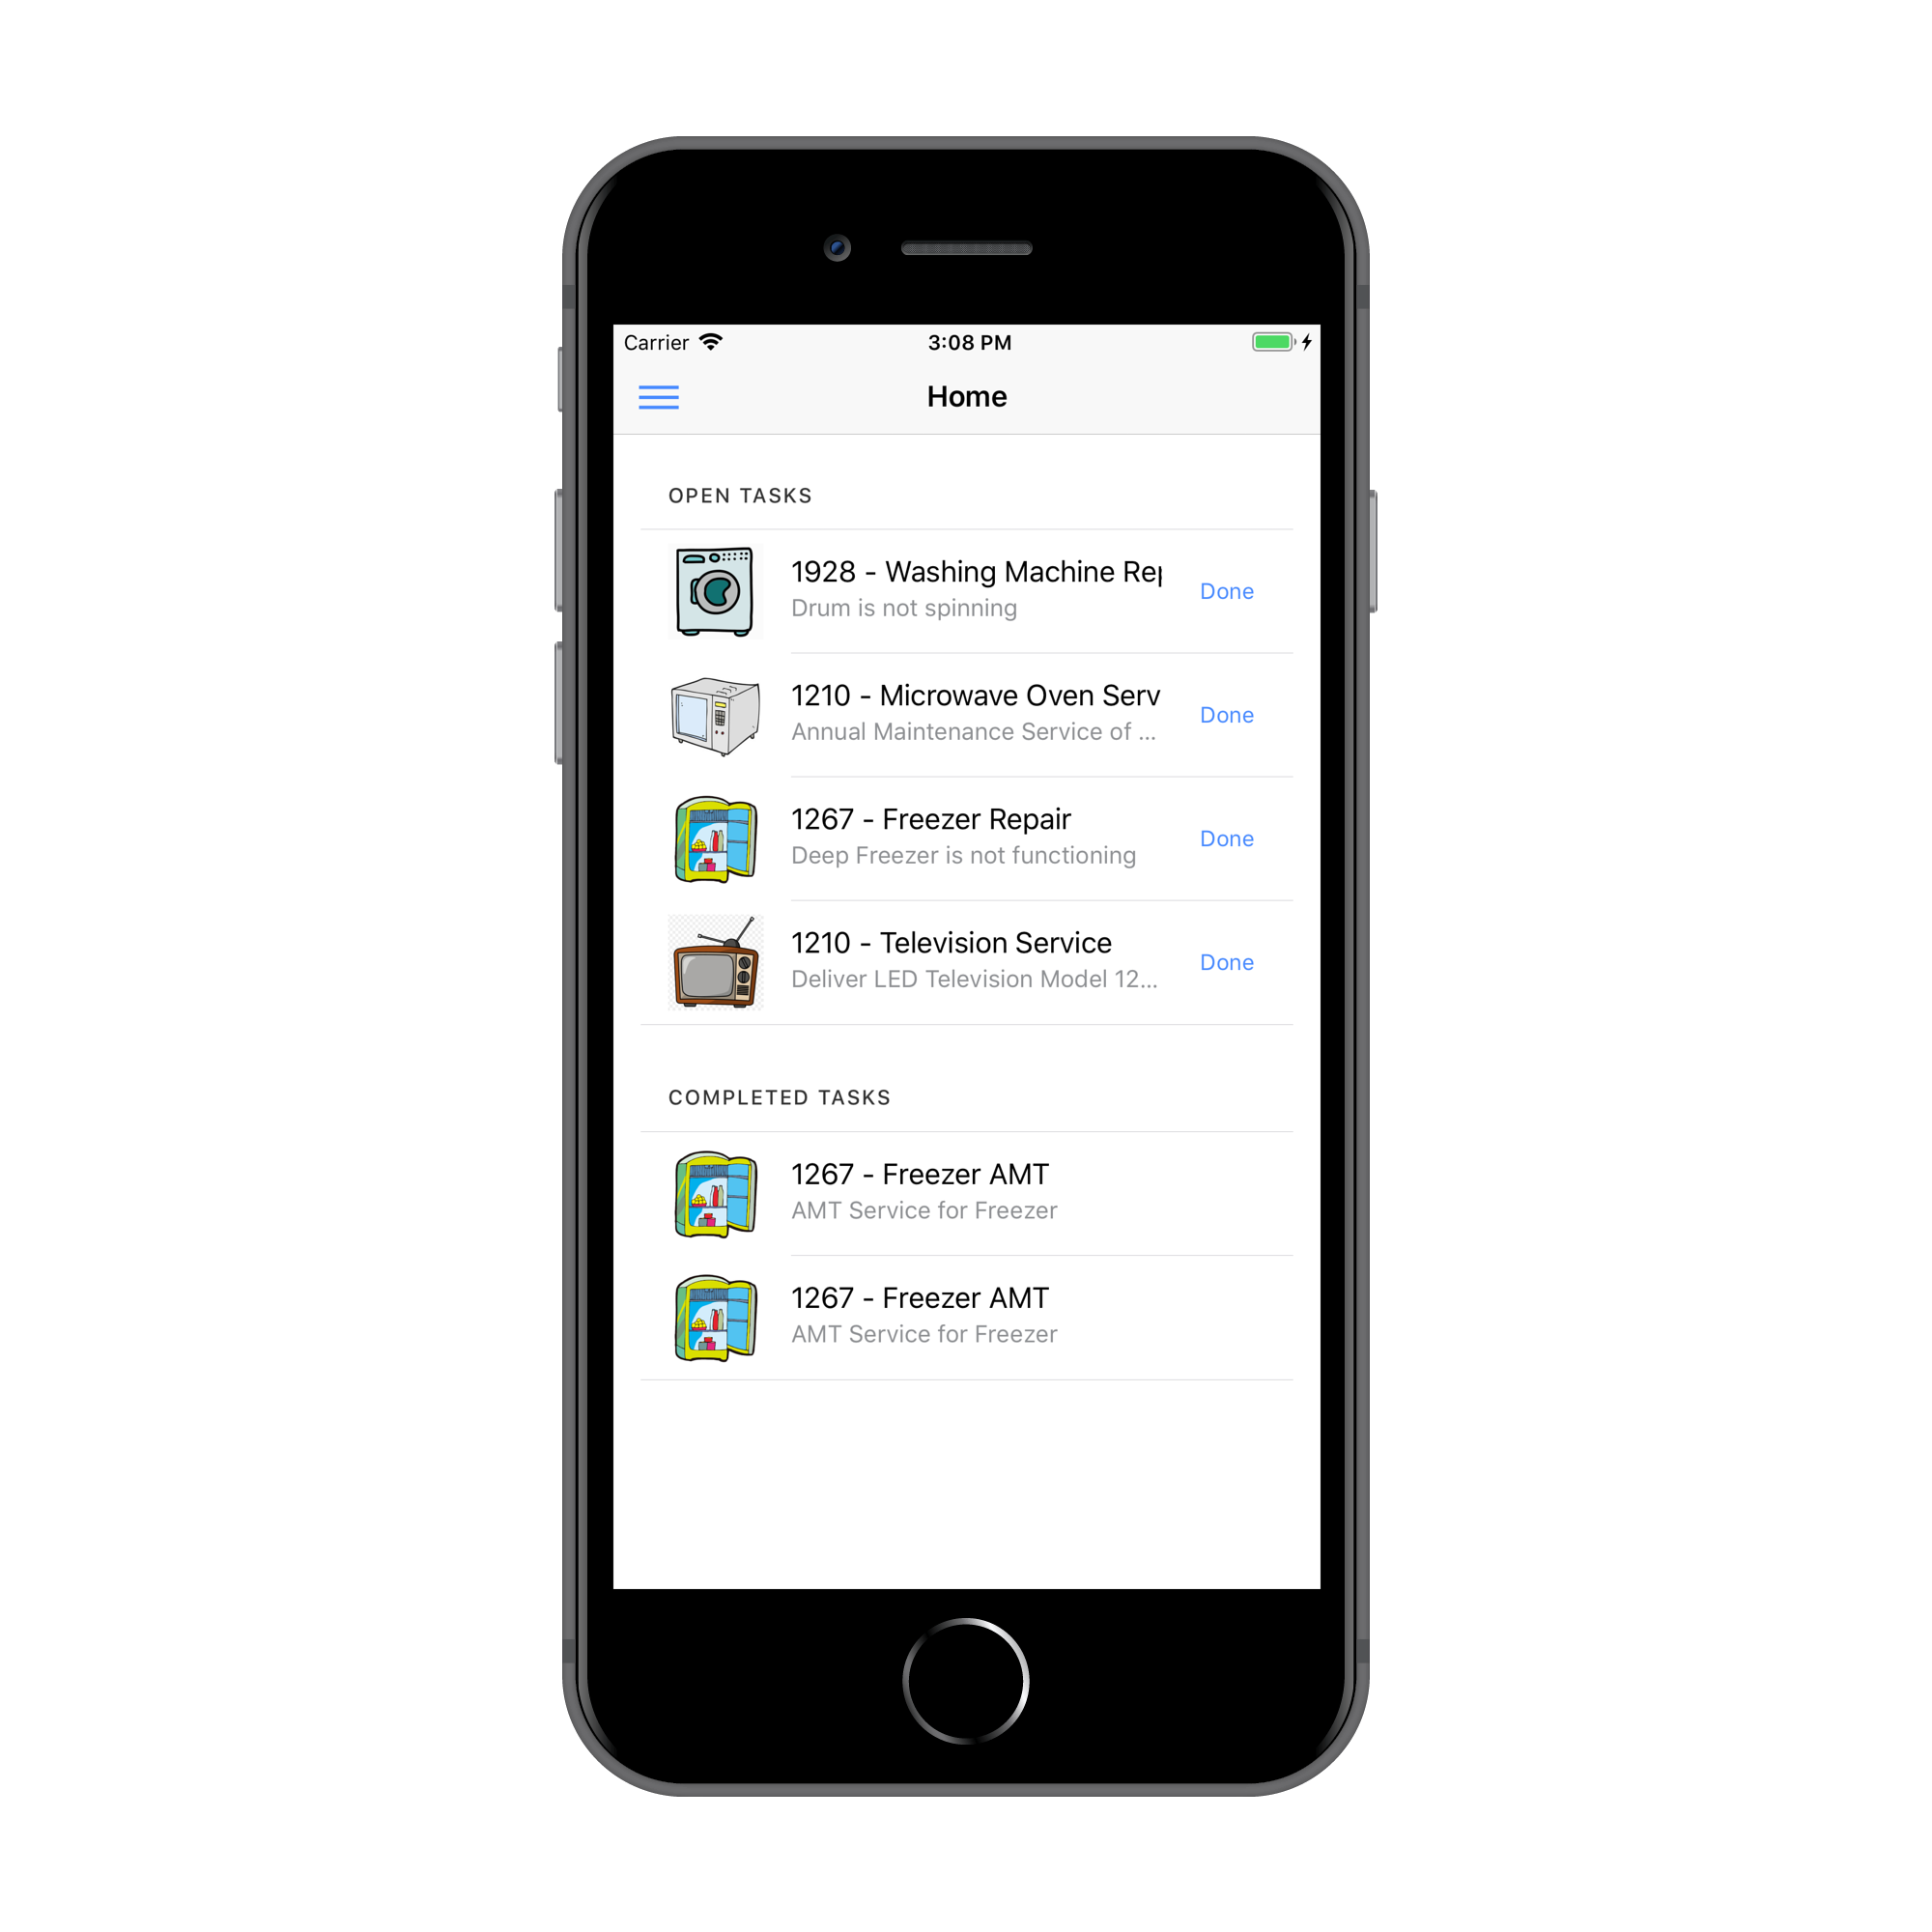 Carrier 3:08 PM
Home
OPEN TASKS
1928 - Washing Machine Rep
Drum is not spinning
Done
1210 - Microwave Oven Serv
Annual Maintenance Service of ...
Done
1267 - Freezer Repair
Deep Freezer is not functioning
Done
1210 - Television Service
Deliver LED Television Model 12...
Done
COMPLETED TASKS
1267 - Freezer AMT
AMT Service for Freezer
1267 - Freezer AMT
AMT Service for Freezer